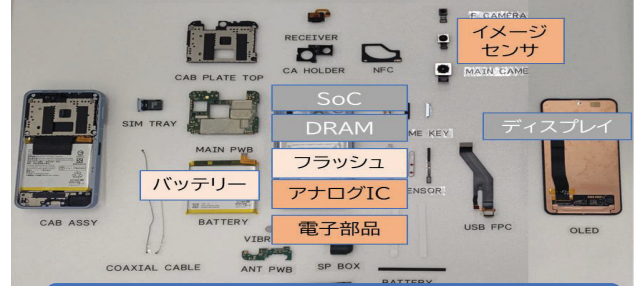 F. CAMERA
イメージ
センサ
RECEIVER
CAB PLATE TOP
CA HOLDER
NFC
MAIN CAME
SoC
SIM TRAY
DRAM
ME KEY
ディスプレイ
MAIN PWB
フラッシュ
バッテリー
アナログIC
ENSOR
CAB ASSY
BATTERY
電子部品
USB FPC
OLED
VIBR
COAXIAL CABLE
ANT PWB
SP BOX
BATTERY